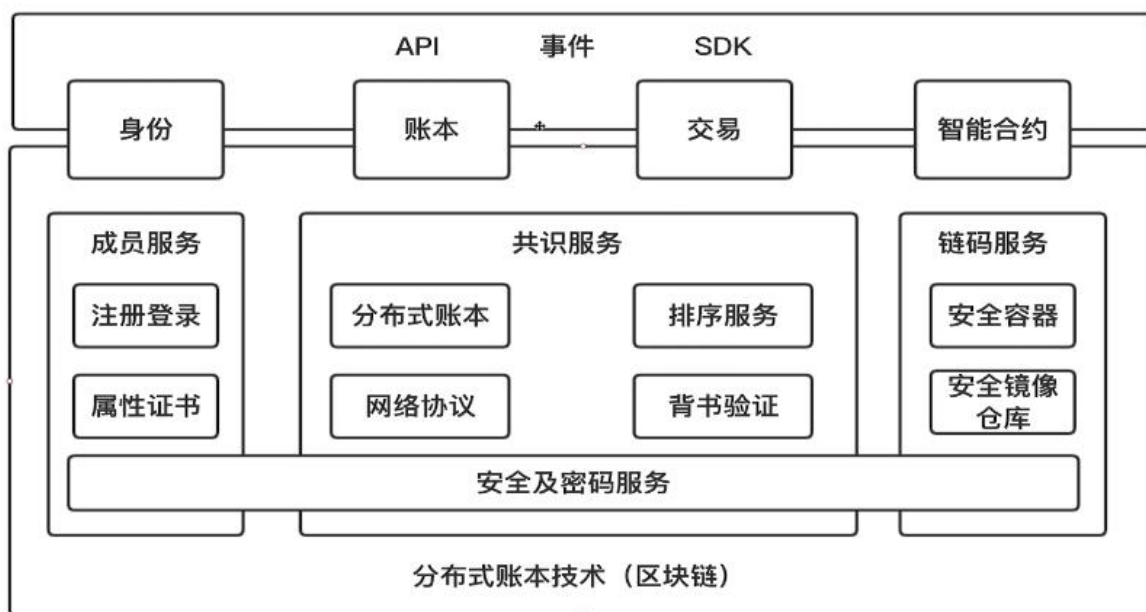 API 事件 SDK
身份 账本 交易 智能合约
成员服务 共识服务 链码服务
注册登录 分布式账本 排序服务 安全容器
属性证书 网络协议 背书验证 安全镜像
仓库
安全及密码服务
分布式账本技术（区块链）